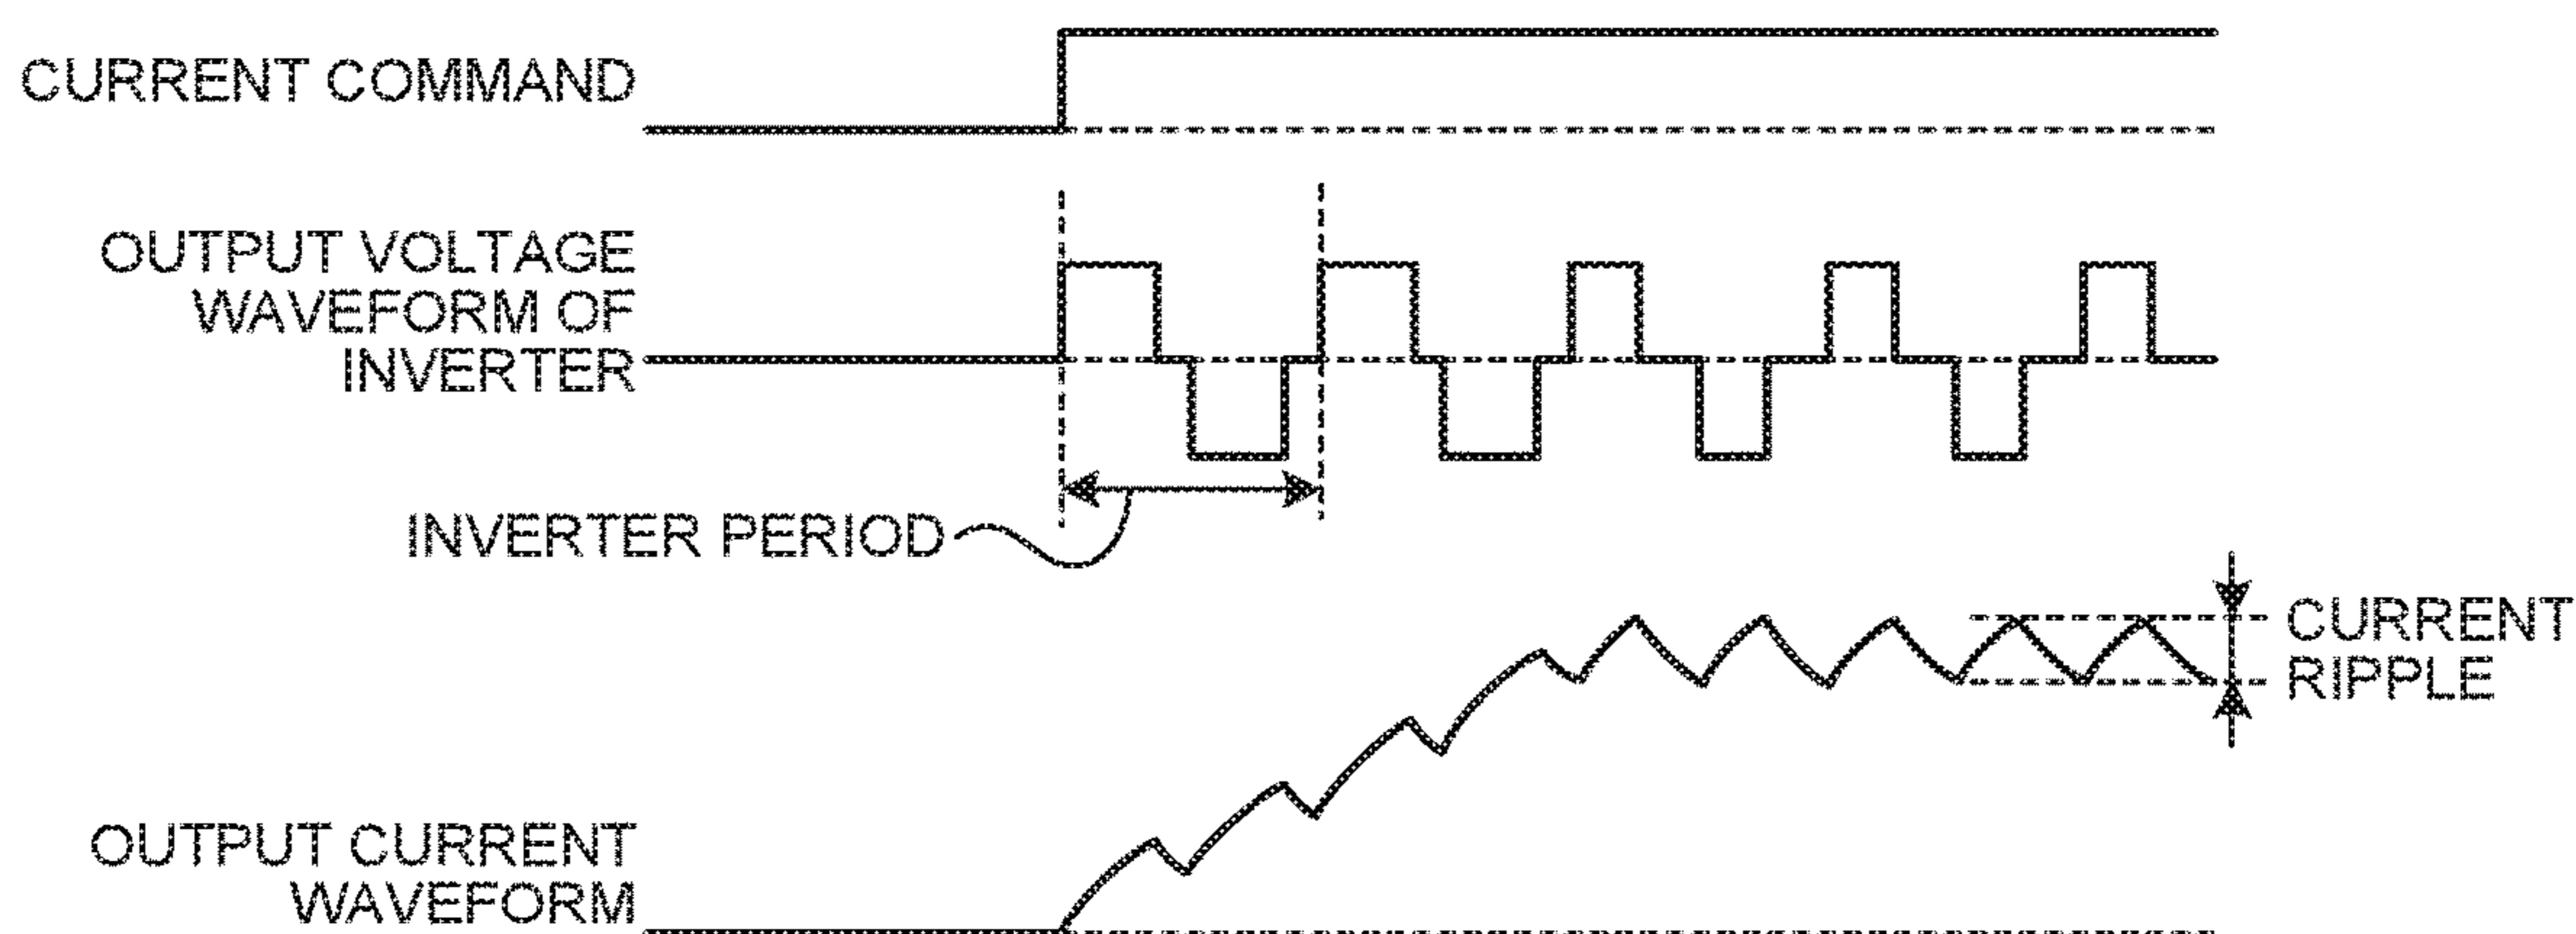 CURRENT COMMAND
OUTPUT VOLTAGE
WAVEFORM OF
INVERTER
INVERTER PERIOD
CURRENT
RIPPLE
OUTPUT CURRENT
WAVEFORM